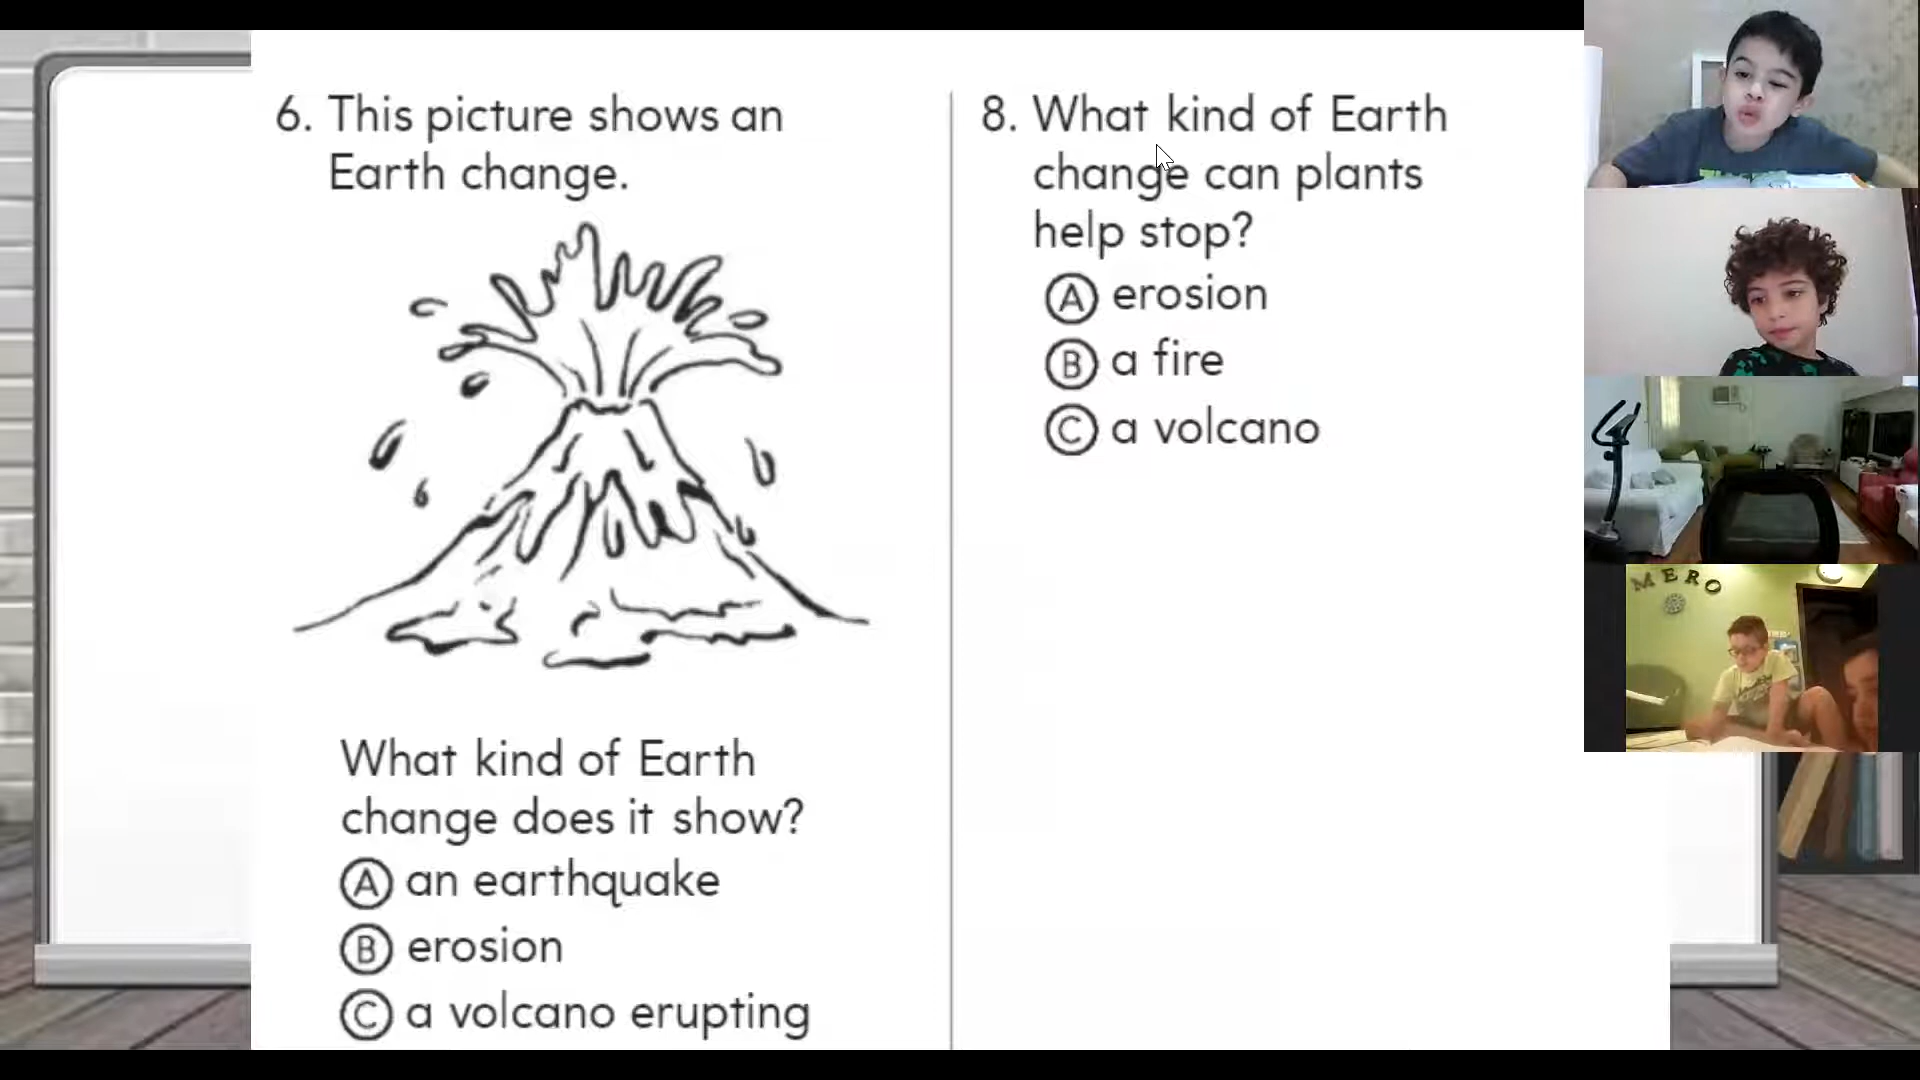 6. This picture shows an
Earth change.
What kind of Earth
change does it show?
A an earthquake
B erosion
C a volcano erupting
8. What kind of Earth
change can plants
help stop?
A erosion
B a fire
C a volcano
MERO